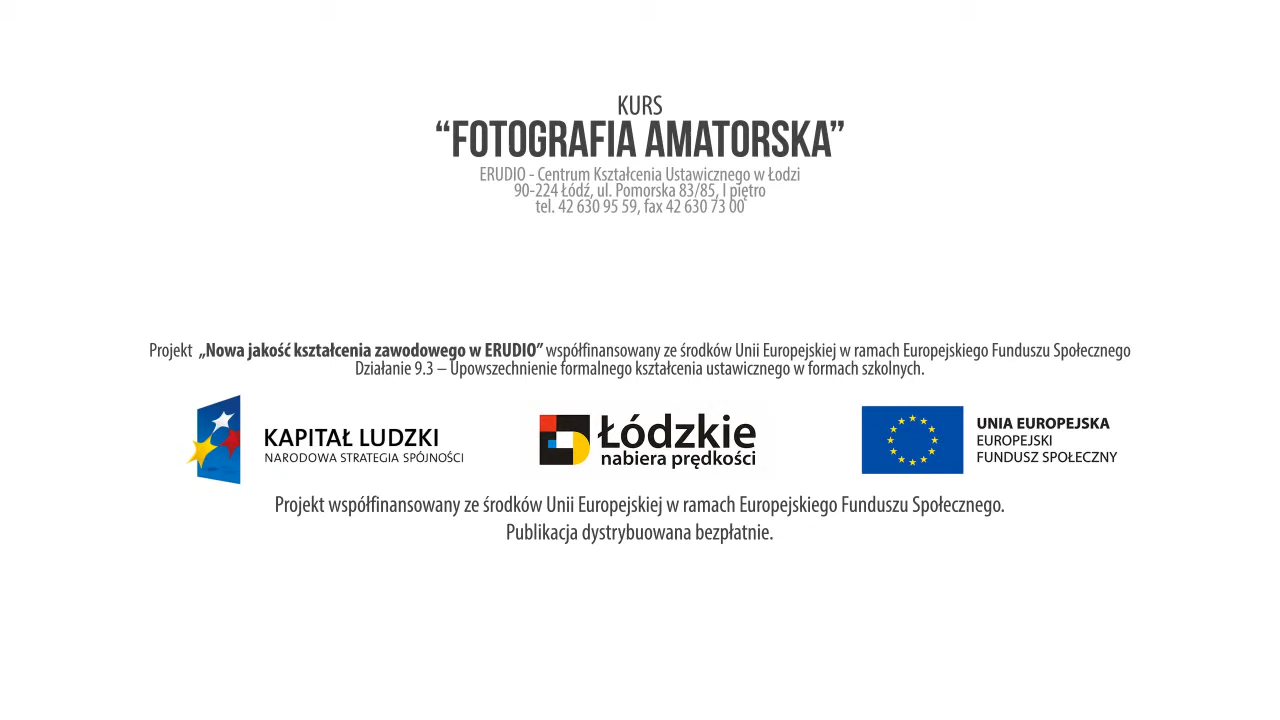 KURS
“FOTOGRAFIA AMATORSKA”
ERUDIO - Centrum Kształcenia Ustawicznego w Łodzi
90-224 Łódź, ul. Pomorska 83/85, I piętro
tel. 42 630 95 59, fax 42 630 73 00
Projekt „Nowa jakość kształcenia zawodowego w ERUDIO” współfinansowany ze środków Unii Europejskiej w ramach Europejskiego Funduszu Społecznego
Działanie 9.3 – Upowszechnienie formalnego kształcenia ustawicznego w formach szkolnych.
KAPITAŁ LUDZKI
NARODOWA STRATEGIA SPÓJNOŚCI
Łódzkie
nabiera prędkości
UNIA EUROPEJSKA
EUROPEJSKI
FUNDUSZ SPOŁECZNY
Projekt współfinansowany ze środków Unii Europejskiej w ramach Europejskiego Funduszu Społecznego.
Publikacja dystrybuowana bezpłatnie.